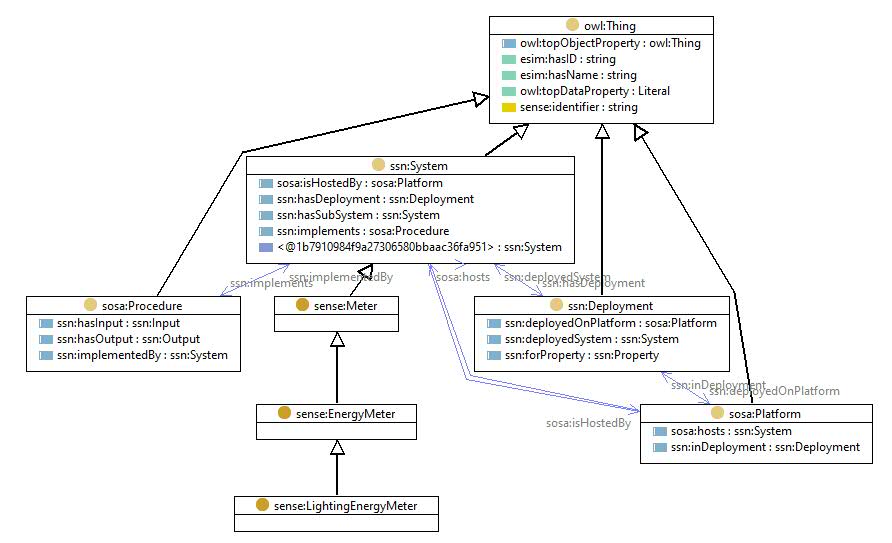 owl:Thing
owl:topObjectProperty : owl:Thing
esim:hasID : string
esim:hasName : string
owl:topDataProperty : Literal
sense:identifier : string
ssn:System
sosa:isHostedBy : sosa:Platform
ssn:hasDeployment : ssn:Deployment
ssn:hasSubSystem : ssn:System
ssn:implements : sosa:Procedure
<@1b7910984f9a27306580bbaac36fa951> : ssn:System
ssn:implements
ssn:implementedBy
sosa:hosts
ssn:deployedSystem
ssn:hasDeployment
sosa:Procedure
ssn:hasInput : ssn:Input
ssn:hasOutput : ssn:Output
ssn:implementedBy : ssn:System
sense:Meter
ssn:Deployment
ssn:deployedOnPlatform : sosa:Platform
ssn:deployedSystem : ssn:System
ssn:forProperty : ssn:Property
ssn:inDeployment
ssn:deployedOnPlatform
sense:EnergyMeter
sosa:isHostedBy
sosa:Platform
sosa:hosts : ssn:System
ssn:inDeployment : ssn:Deployment
sense:LightingEnergyMeter